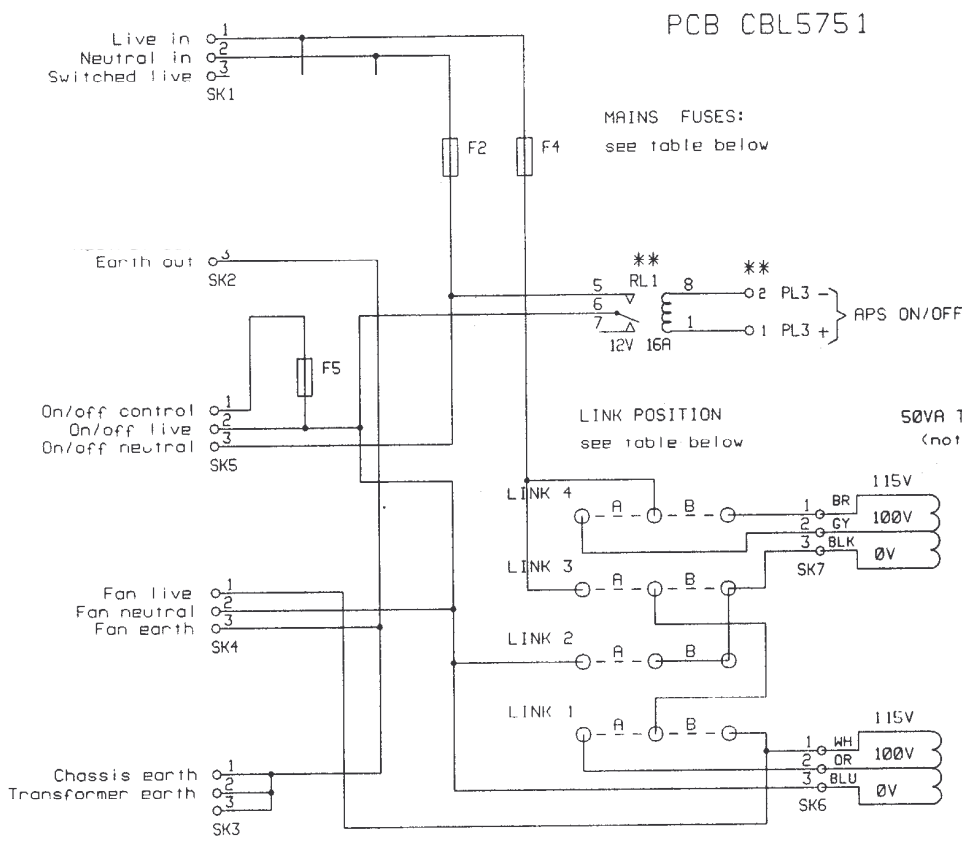 PCB CBL5751
Live in 1
Neutral in 2
Switched live 3
SK1
MAINS FUSES:
see table below
F2
F4
Earth out 3
SK2
**
RL1
**
5
6
7
8
1
12V 16A
2 PL3 -
1 PL3 +
APS ON/OFF
F5
On/off control 1
On/off live 2
On/off neutral 3
SK5
LINK POSITION
see table below
50VA T
(not
LINK 4
A B
1 BR
2 GY
3 BLK
SK7
115V
100V
0V
LINK 3
A B
Fan live 1
Fan neutral 2
Fan earth 3
SK4
LINK 2
A B
LINK 1
A B
1 WH
2 OR
3 BLU
SK6
115V
100V
0V
Chassis earth 1
Transformer earth 2
3
SK3